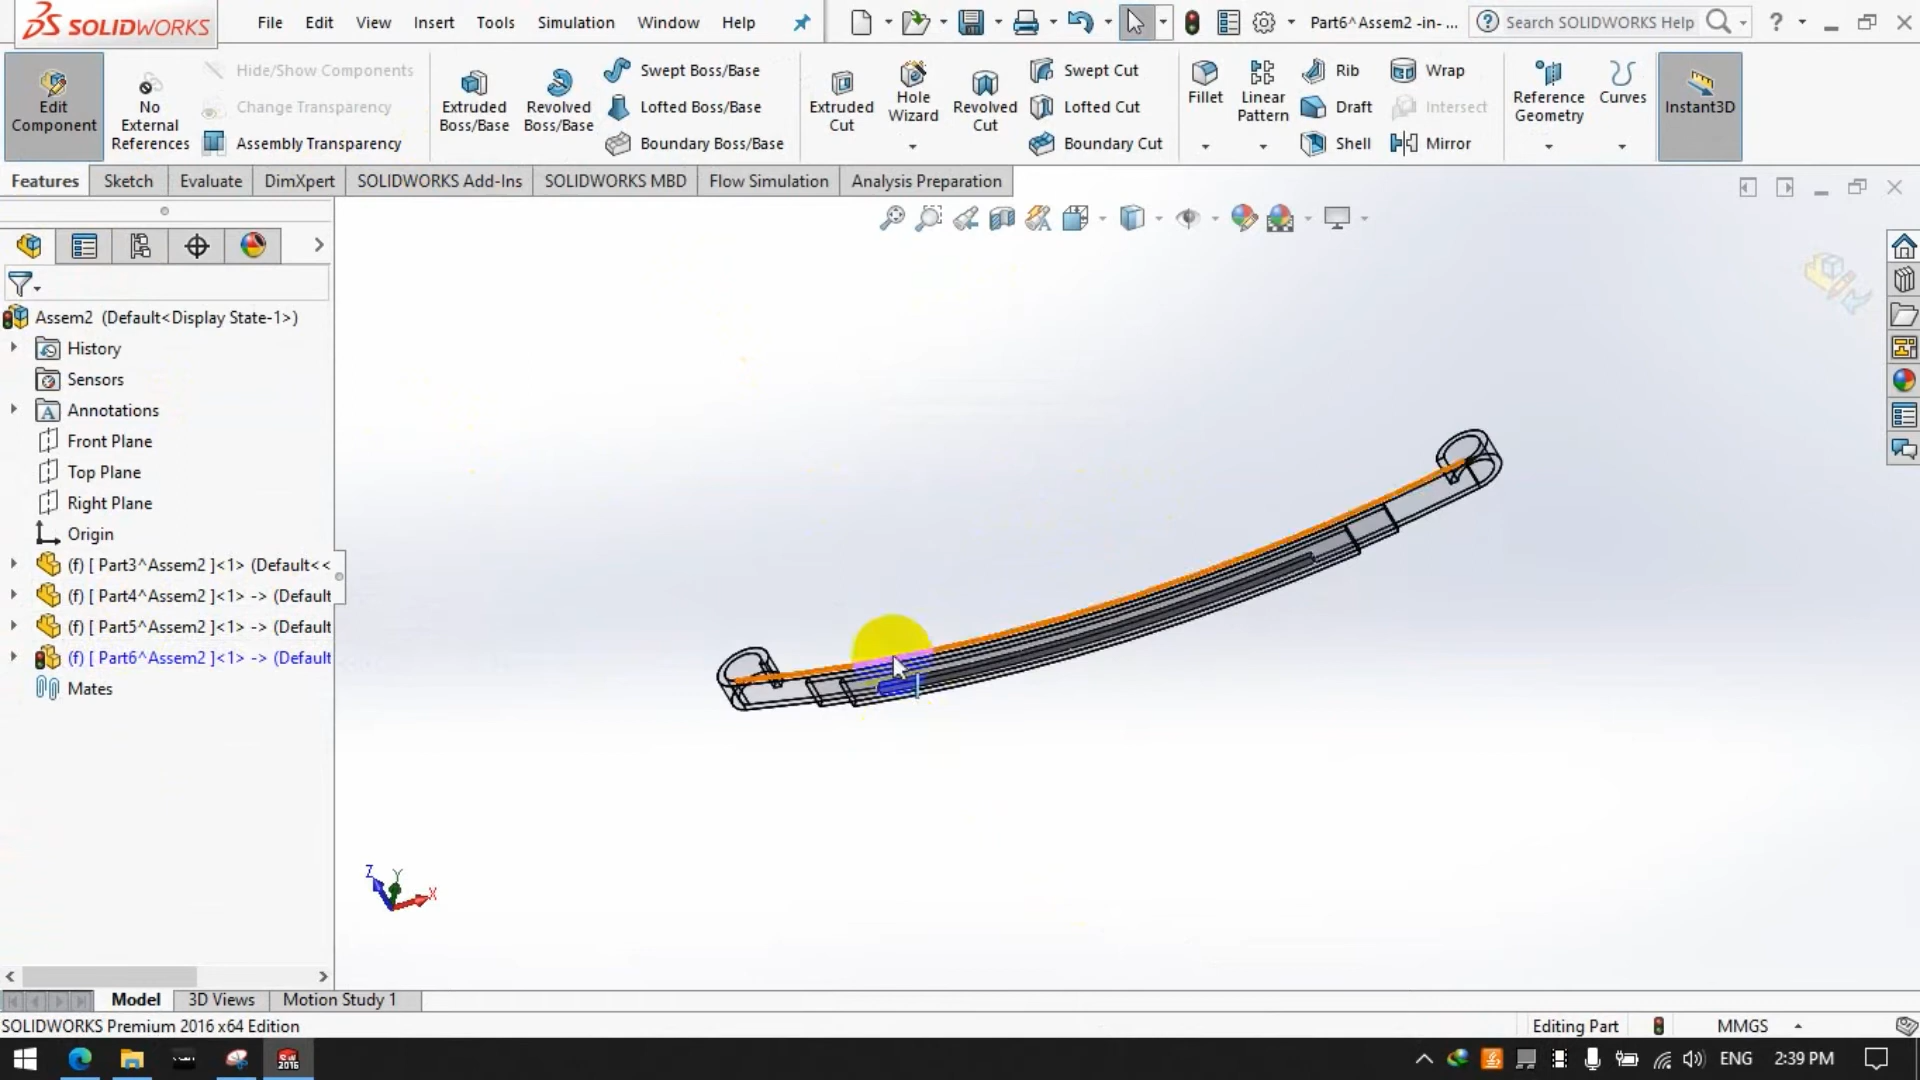 SOLIDWORKS
File Edit View Insert Tools Simulation Window Help
Part6^Assem2 -in- ...
Search SOLIDWORKS Help
?
Edit Component
No External References
Hide/Show Components
Change Transparency
Assembly Transparency
Extruded Boss/Base
Revolved Boss/Base
Swept Boss/Base
Lofted Boss/Base
Boundary Boss/Base
Extruded Cut
Hole Wizard
Revolved Cut
Swept Cut
Lofted Cut
Boundary Cut
Fillet
Linear Pattern
Rib
Draft
Shell
Wrap
Intersect
Mirror
Reference Geometry
Curves
Instant3D
Features Sketch Evaluate DimXpert SOLIDWORKS Add-Ins SOLIDWORKS MBD Flow Simulation Analysis Preparation
Assem2 (Default<Display State-1>)
History
Sensors
Annotations
Front Plane
Top Plane
Right Plane
Origin
(f) [ Part3^Assem2 ]<1> (Default<<
(f) [ Part4^Assem2 ]<1> -> (Default
(f) [ Part5^Assem2 ]<1> -> (Default
(f) [ Part6^Assem2 ]<1> -> (Default
Mates
Z Y X
Model 3D Views Motion Study 1
SOLIDWORKS Premium 2016 x64 Edition
Editing Part
MMGS
SW 2016
ENG
2:39 PM